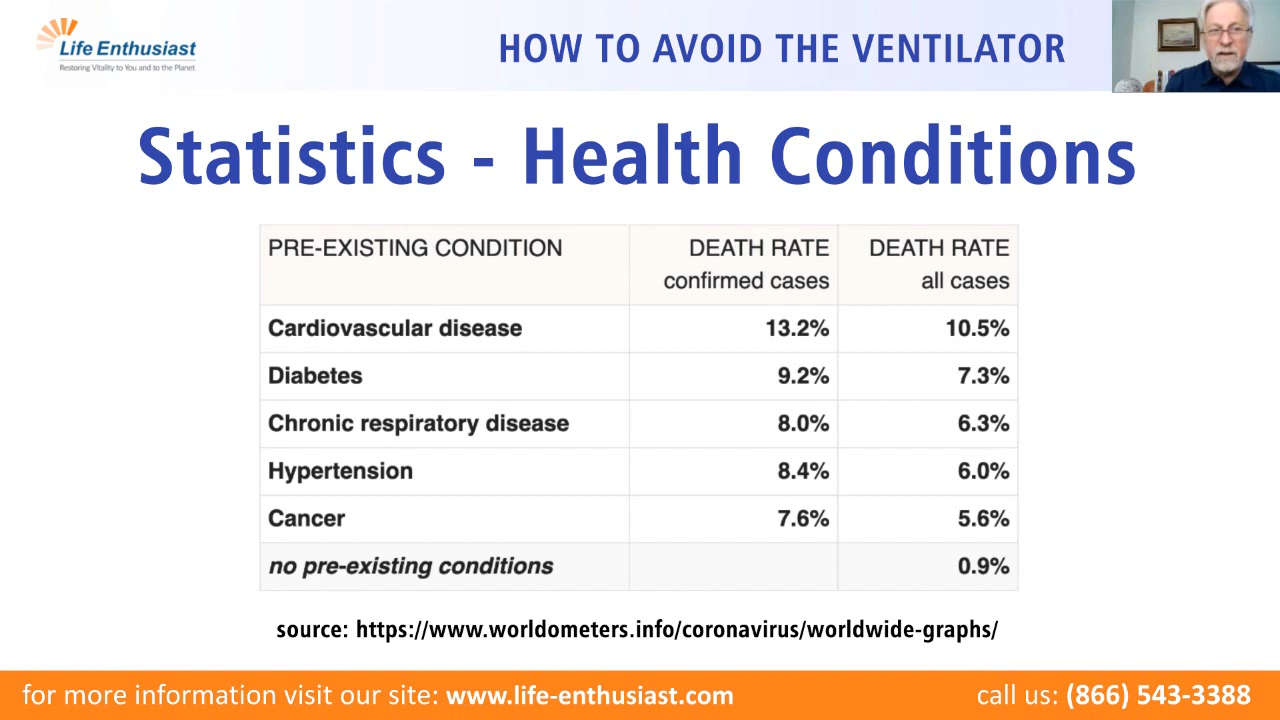 Life Enthusiast
Restoring Vitality to You and to the Planet
HOW TO AVOID THE VENTILATOR
Statistics - Health Conditions
PRE-EXISTING CONDITION DEATH RATE confirmed cases DEATH RATE all cases
Cardiovascular disease 13.2% 10.5%
Diabetes 9.2% 7.3%
Chronic respiratory disease 8.0% 6.3%
Hypertension 8.4% 6.0%
Cancer 7.6% 5.6%
no pre-existing conditions 0.9%
source: https://www.worldometers.info/coronavirus/worldwide-graphs/
for more information visit our site: www.life-enthusiast.com call us: (866) 543-3388